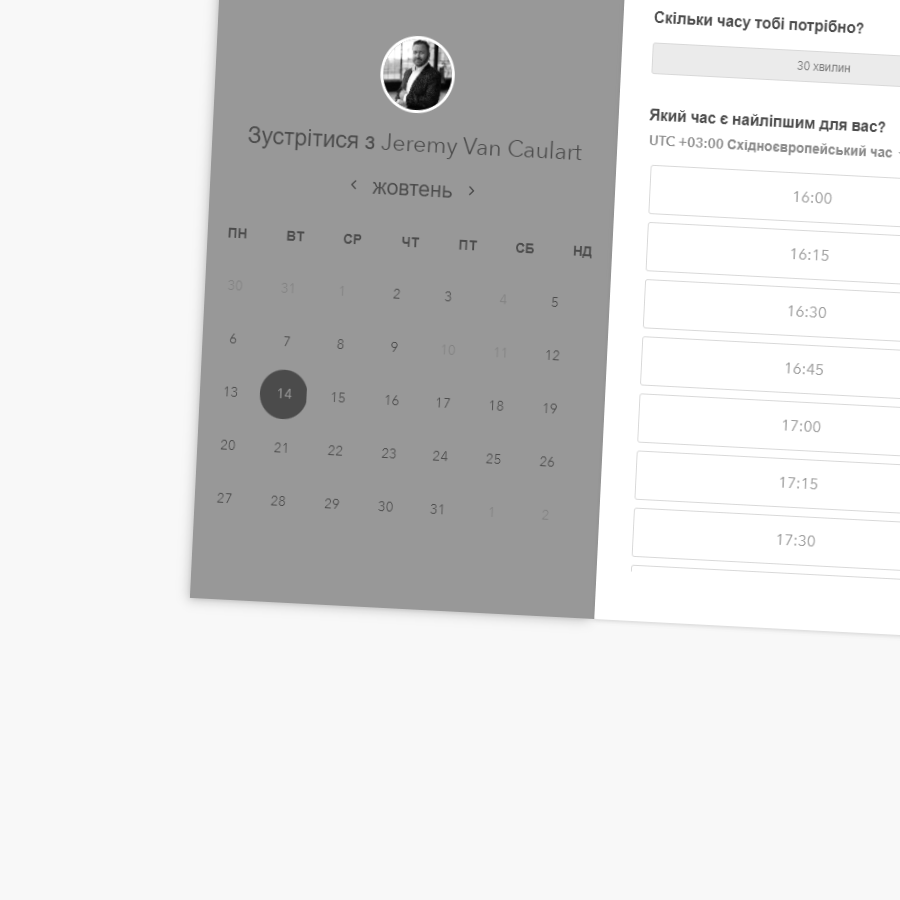 Зустрітися з Jeremy Van Caulart
‹ жовтень ›
ПН ВТ СР ЧТ ПТ СБ НД
30 31 1 2 3 4 5
6 7 8 9 10 11 12
13 14 15 16 17 18 19
20 21 22 23 24 25 26
27 28 29 30 31 1 2
Скільки часу тобі потрібно?
30 хвилин
Який час є найліпшим для вас?
UTC +03:00 Східноєвропейський час
16:00
16:15
16:30
16:45
17:00
17:15
17:30